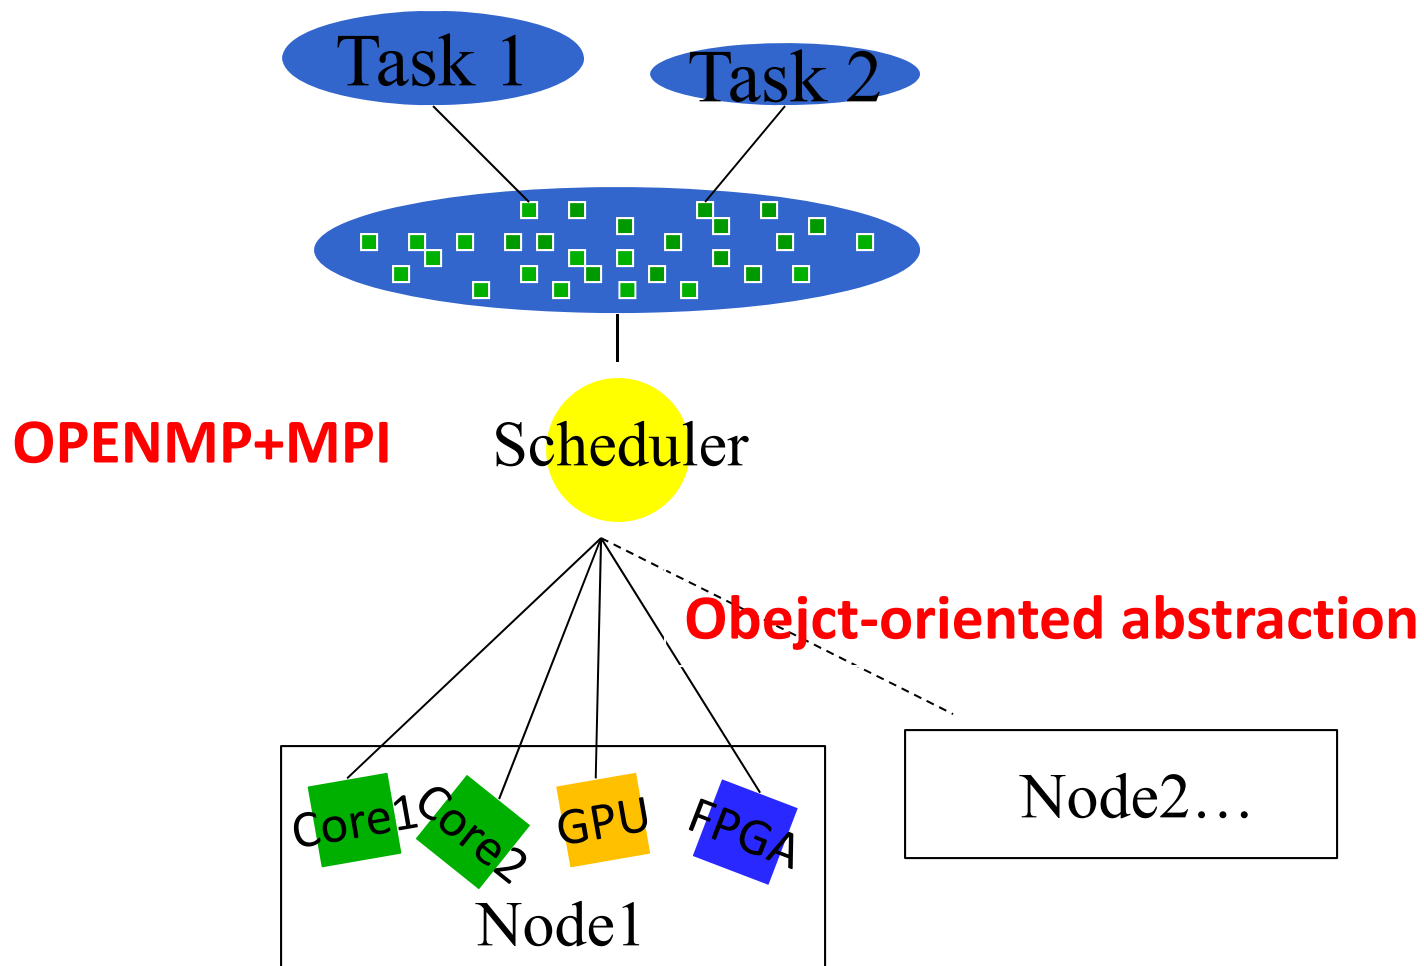 Task 1
Task 2
OPENMP+MPI
Scheduler
Obejct-oriented abstraction
Core1
Core2
GPU
FPGA
Node1
Node2...